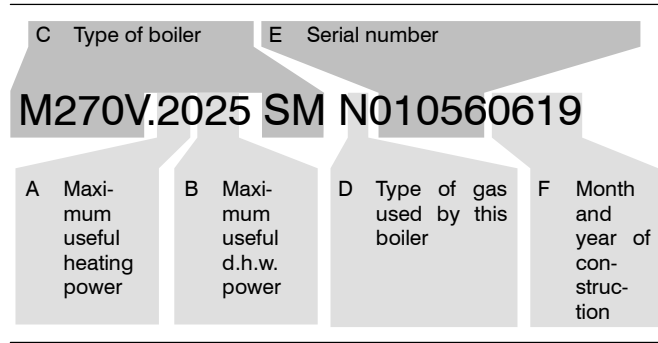 C Type of boiler E Serial number
M270V.2025 SM N010560619
A Maxi-
mum
useful
heating
power
B Maxi-
mum
useful
d.h.w.
power
D Type of gas
used by this
boiler
F Month
and
year of
con-
struc-
tion